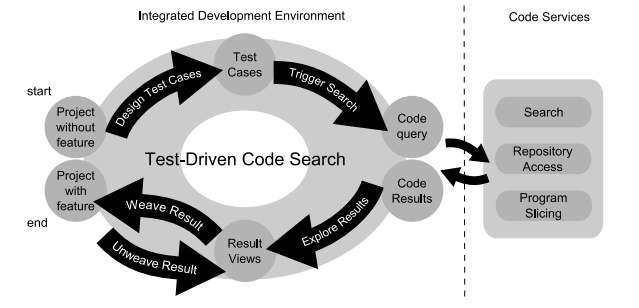 Integrated Development Environment
Code Services
start
Project
without
feature
Design Test Cases
Test
Cases
Trigger Search
Code
query
Test-Driven Code Search
Project
with
feature
end
Weave Result
Unweave Result
Result
Views
Explore Results
Code
Results
Search
Repository
Access
Program
Slicing